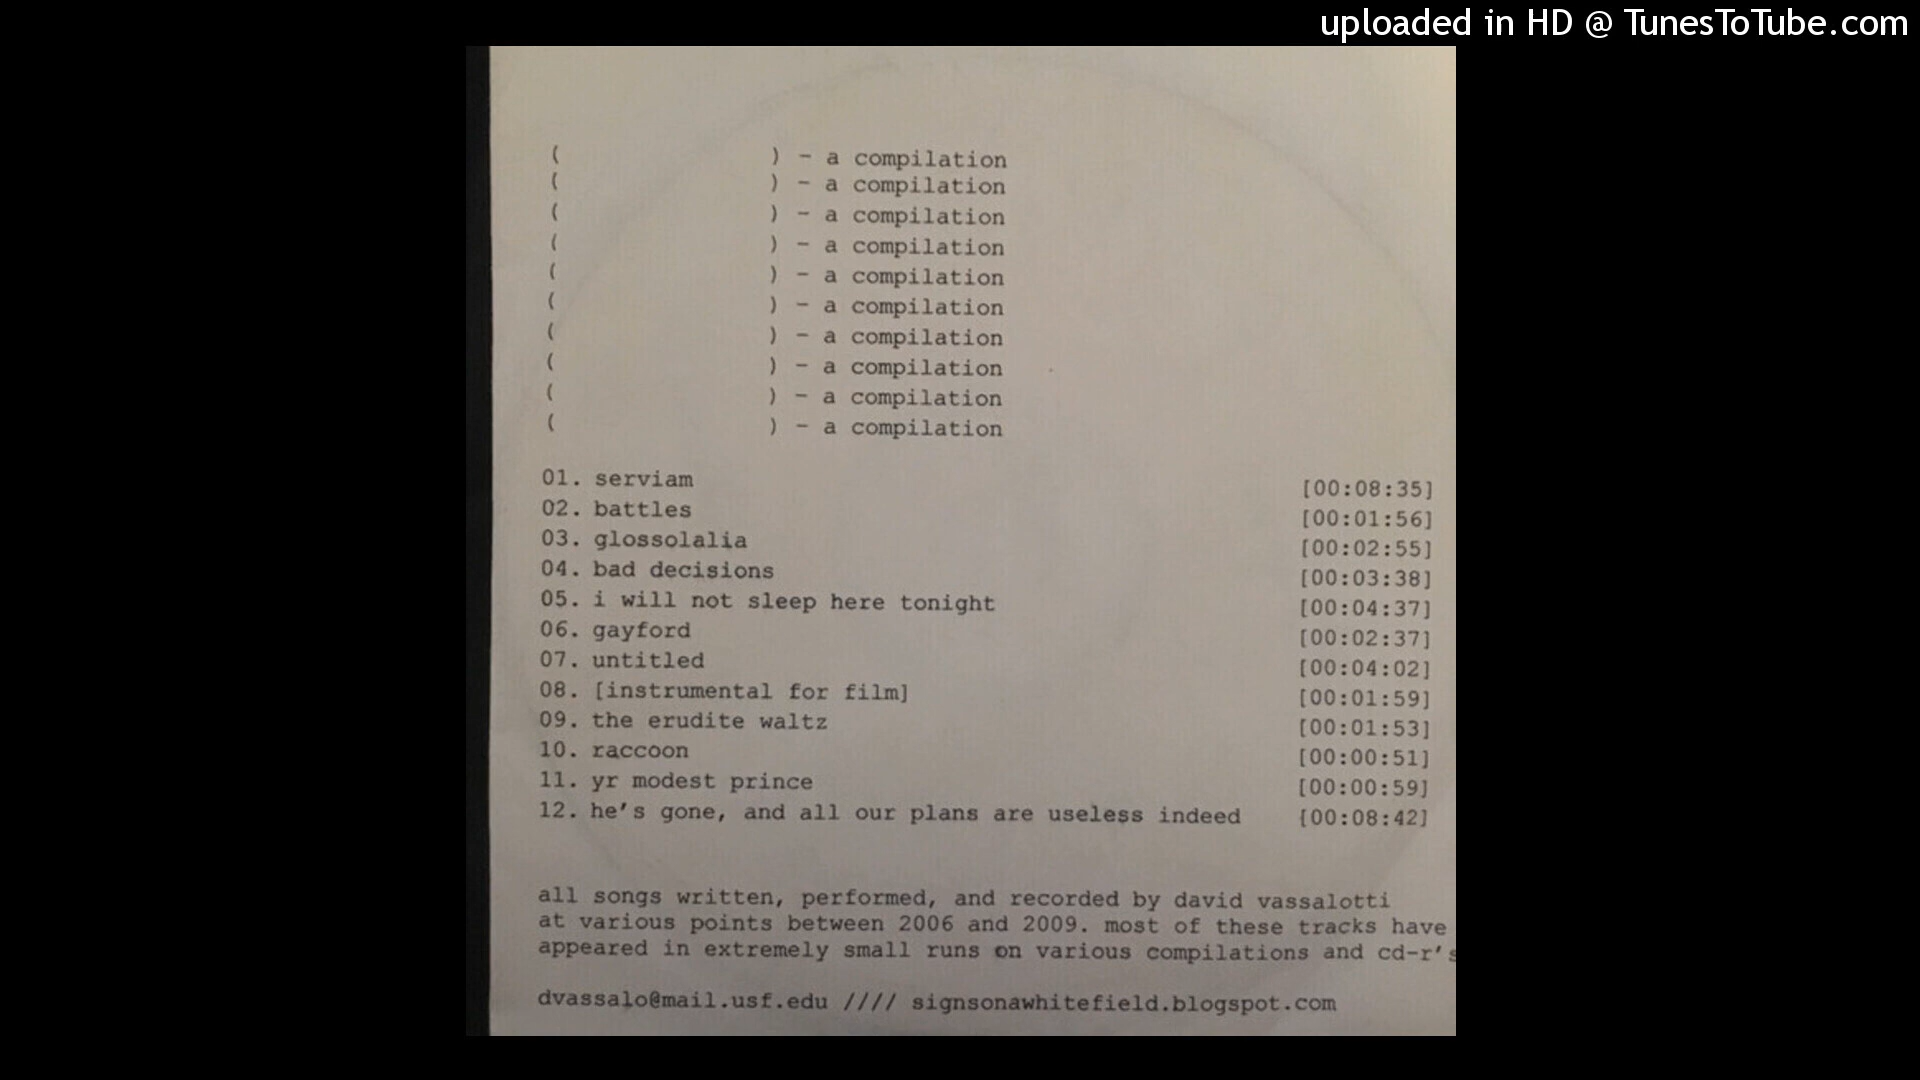 uploaded in HD @ TunesToTube.com
( ) - a compilation
( ) - a compilation
( ) - a compilation
( ) - a compilation
( ) - a compilation
( ) - a compilation
( ) - a compilation
( ) - a compilation
( ) - a compilation
( ) - a compilation
01. serviam [00:08:35]
02. battles [00:01:56]
03. glossolalia [00:02:55]
04. bad decisions [00:03:38]
05. i will not sleep here tonight [00:04:37]
06. gayford [00:02:37]
07. untitled [00:04:02]
08. [instrumental for film] [00:01:59]
09. the erudite waltz [00:01:53]
10. raccoon [00:00:51]
11. yr modest prince [00:00:59]
12. he's gone, and all our plans are useless indeed [00:08:42]
all songs written, performed, and recorded by david vassalotti
at various points between 2006 and 2009. most of these tracks have
appeared in extremely small runs on various compilations and cd-r's
dvassalo@mail.usf.edu //// signsonawhitefield.blogspot.com